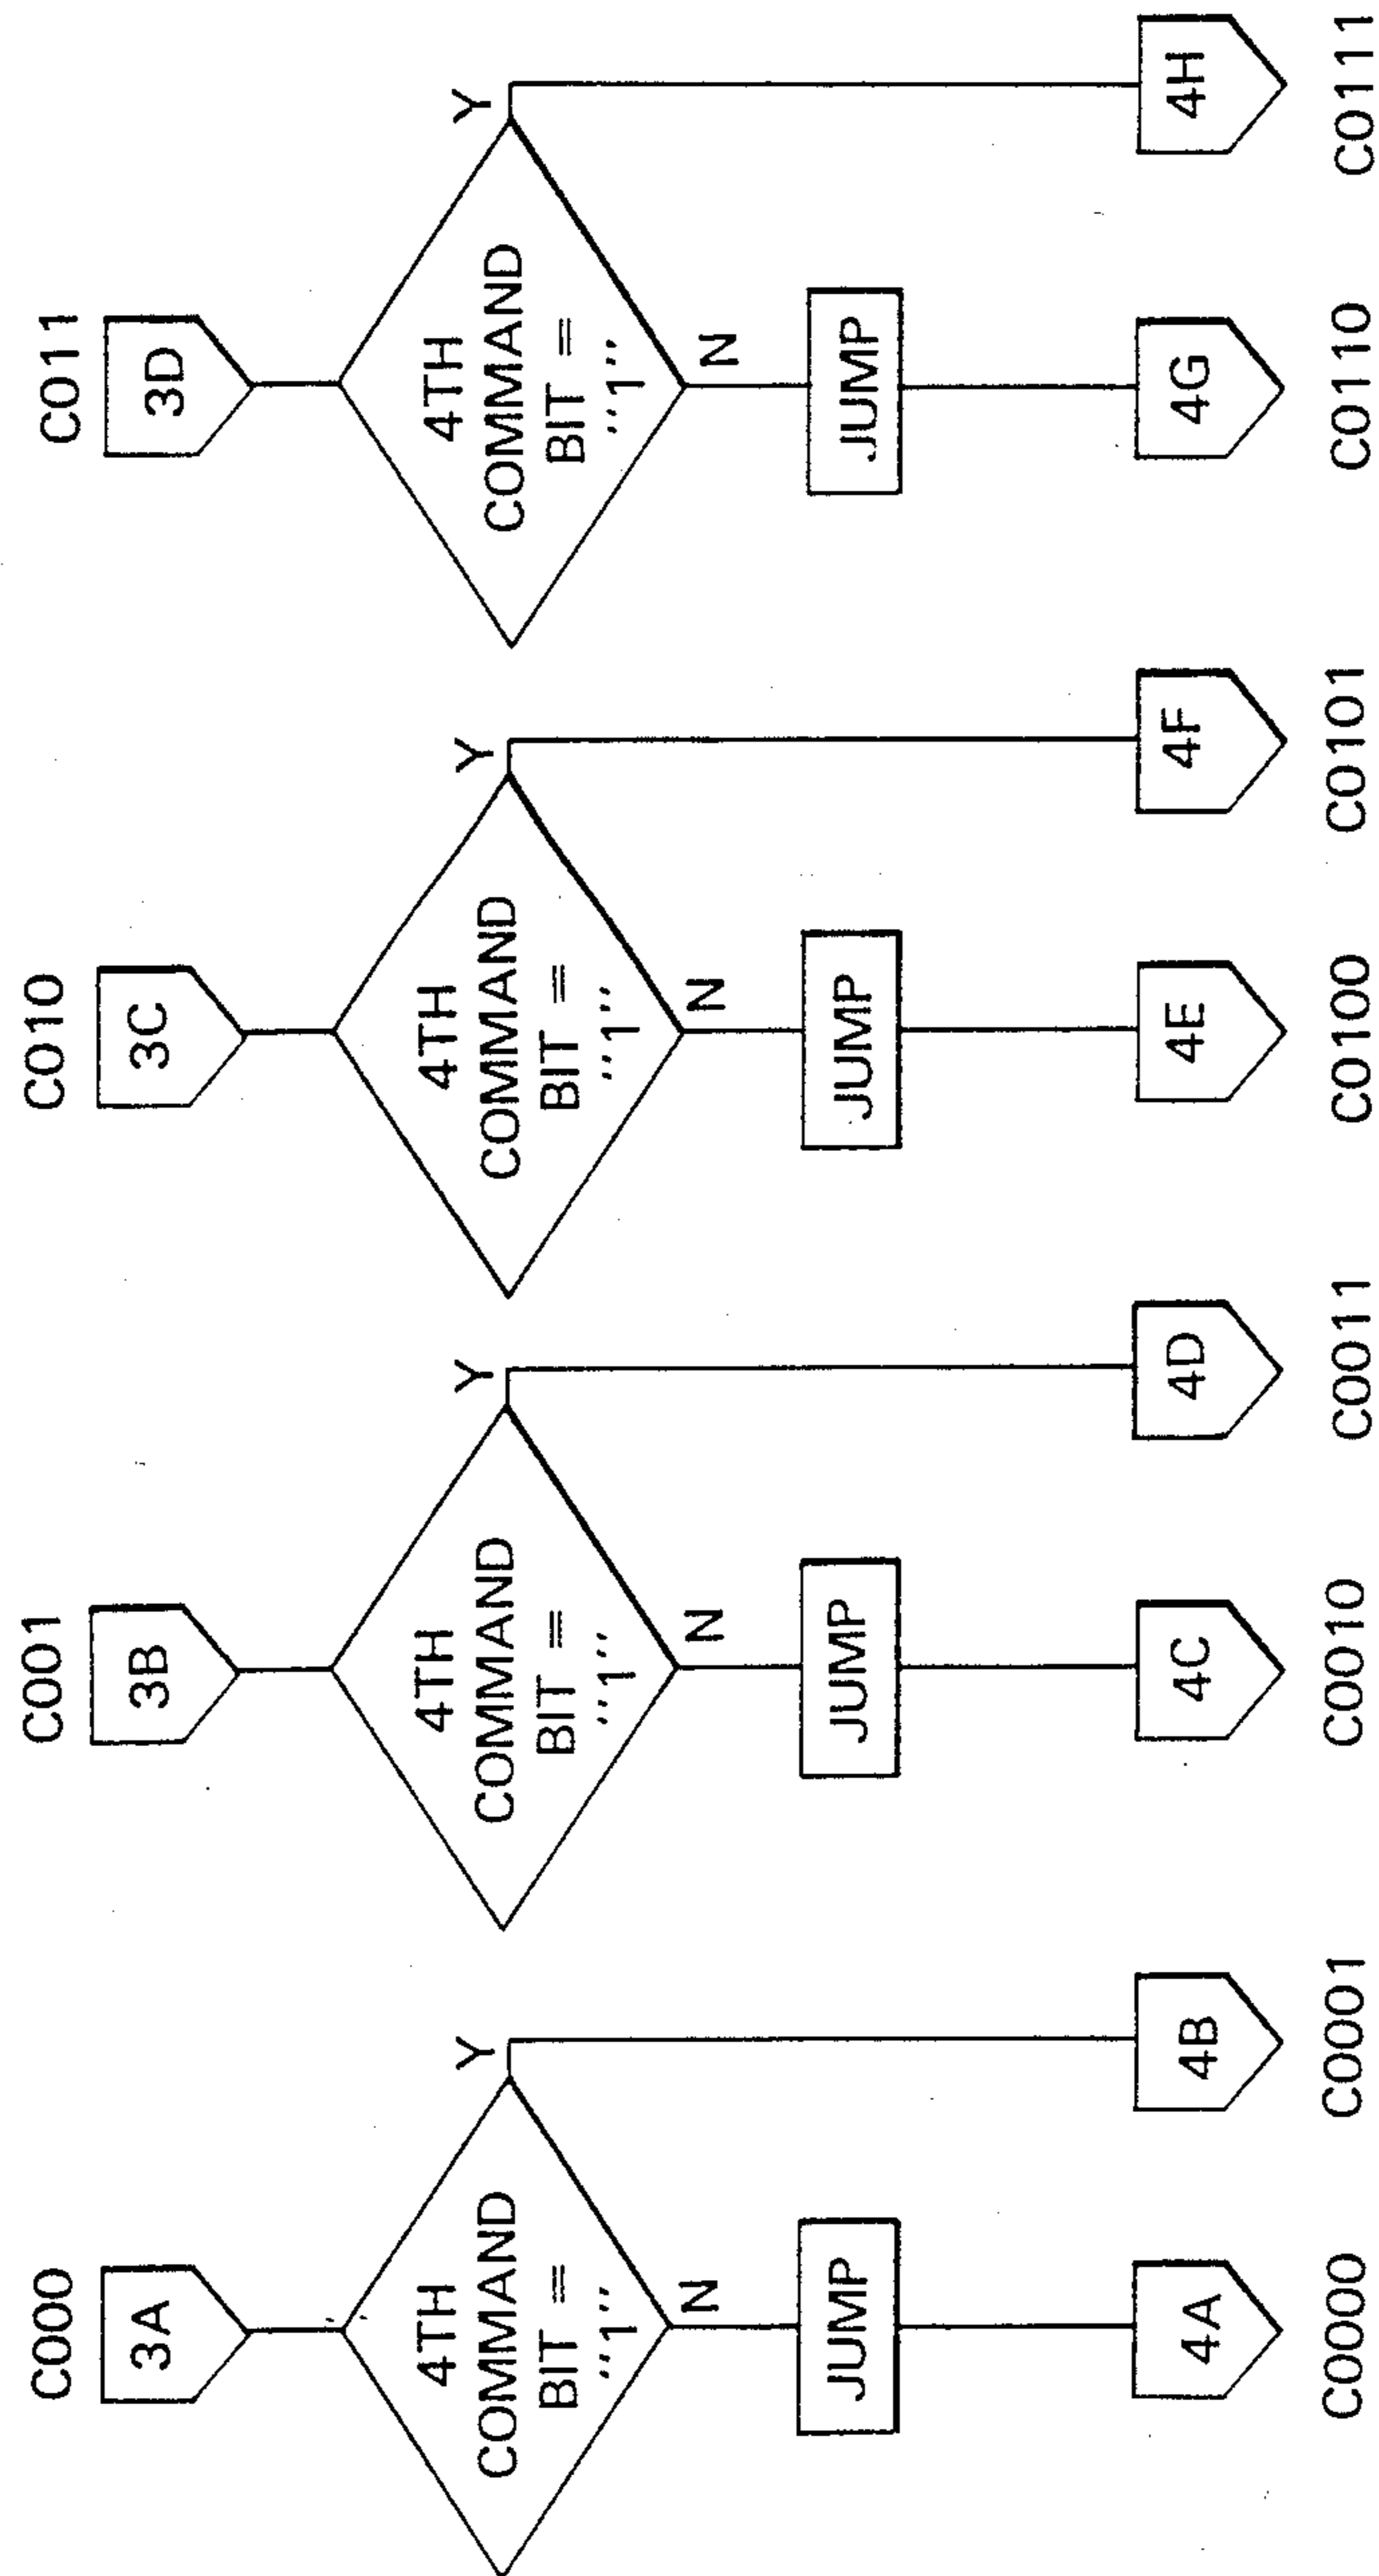 C000
3A
4TH
COMMAND
BIT =
"1"
Y
N
JUMP
4A
4B
C0000
C0001
C001
3B
4TH
COMMAND
BIT =
"1"
Y
N
JUMP
4C
4D
C0010
C0011
C010
3C
4TH
COMMAND
BIT =
"1"
Y
N
JUMP
4E
4F
C0100
C0101
C011
3D
4TH
COMMAND
BIT =
"1"
Y
N
JUMP
4G
4H
C0110
C0111